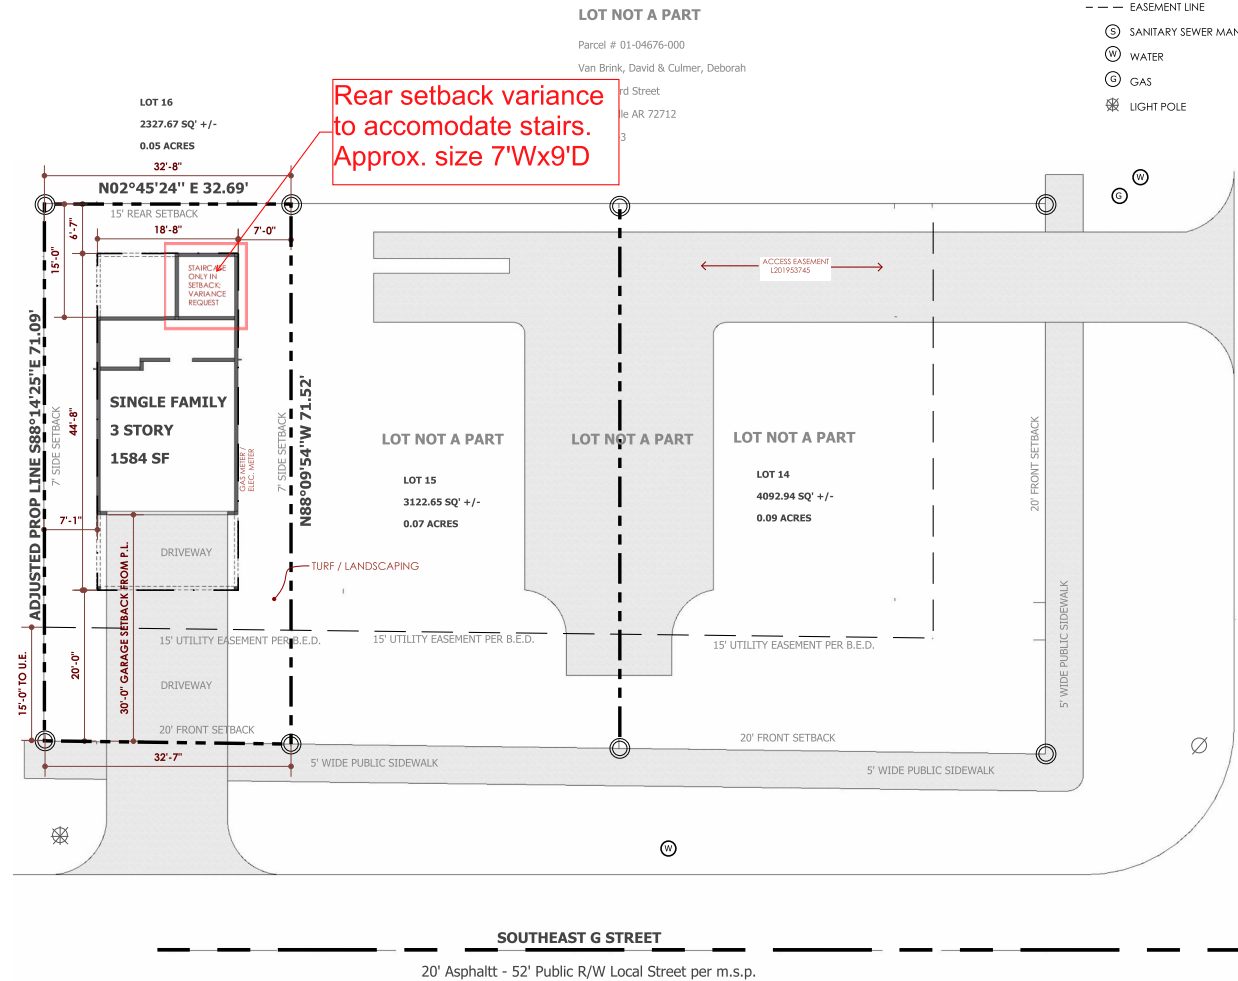 LOT NOT A PART
Parcel # 01-04676-000
Van Brink, David & Culmer, Deborah
rd Street
le AR 72712
3
EASEMENT LINE
S SANITARY SEWER MAN
W WATER
G GAS
LIGHT POLE
LOT 16
2327.67 SQ' +/-
0.05 ACRES
Rear setback variance
to accomodate stairs.
Approx. size 7'Wx9'D
32'-8"
N02°45'24" E 32.69'
15' REAR SETBACK
6'-7"
15'-0"
18'-8"
7'-0"
STAIRCASE
ONLY IN
SETBACK;
VARIANCE
REQUEST
W
G
ACCESS EASEMENT
L201953745
ADJUSTED PROP LINE S88°14'25"E 71.09'
7' SIDE SETBACK
44'-8"
SINGLE FAMILY
3 STORY
1584 SF
GAS METER /
ELEC. METER
7' SIDE SETBACK
N88°09'54"W 71.52'
LOT NOT A PART
LOT 15
3122.65 SQ' +/-
0.07 ACRES
LOT NOT A PART
LOT NOT A PART
LOT 14
4092.94 SQ' +/-
0.09 ACRES
20' FRONT SETBACK
5' WIDE PUBLIC SIDEWALK
7'-1"
DRIVEWAY
30'-0" GARAGE SETBACK FROM P.L.
TURF / LANDSCAPING
15' UTILITY EASEMENT PER B.E.D.
15' UTILITY EASEMENT PER B.E.D.
15' UTILITY EASEMENT PER B.E.D.
15'-0" TO U.E.
20'-0"
DRIVEWAY
20' FRONT SETBACK
20' FRONT SETBACK
32'-7"
5' WIDE PUBLIC SIDEWALK
5' WIDE PUBLIC SIDEWALK
W
SOUTHEAST G STREET
20' Asphaltt - 52' Public R/W Local Street per m.s.p.